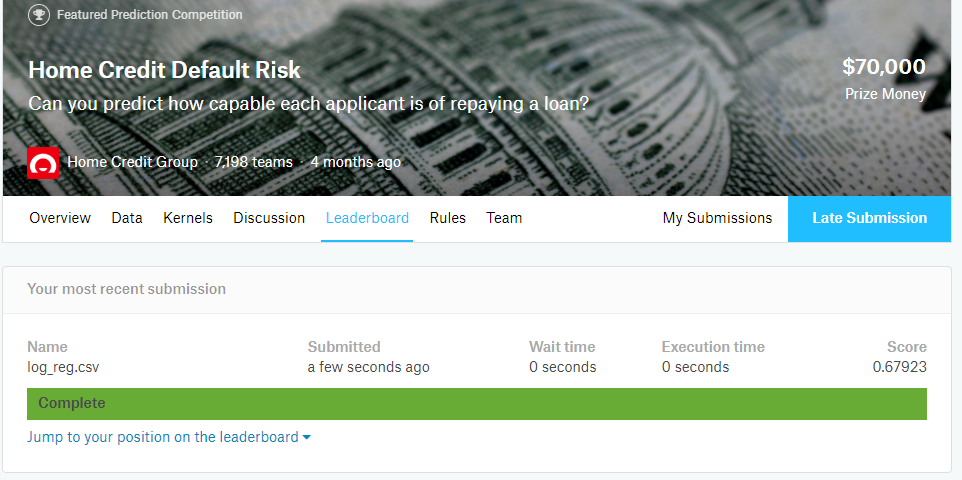 Featured Prediction Competition
Home Credit Default Risk
$70,000
Can you predict how capable each applicant is of repaying a loan?
Prize Money
Home Credit Group · 7,198 teams · 4 months ago
Overview Data Kernels Discussion Leaderboard Rules Team My Submissions Late Submission
Your most recent submission
Name Submitted Wait time Execution time Score
log_reg.csv a few seconds ago 0 seconds 0 seconds 0.67923
Complete
Jump to your position on the leaderboard